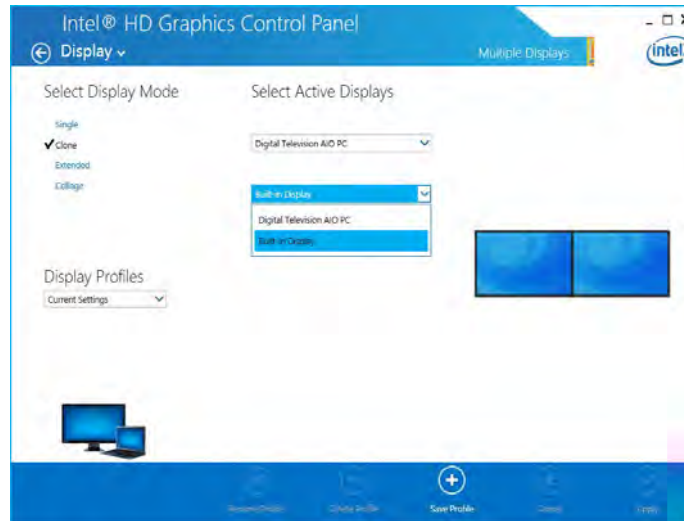 Intel® HD Graphics Control Panel
Display
Multiple Displays
intel
Select Display Mode
Single
Clone
Extended
Collage
Select Active Displays
Digital Television AIO PC
Built-in Display
Digital Television AIO PC
Built-in Display
Display Profiles
Current Settings
Save Profile